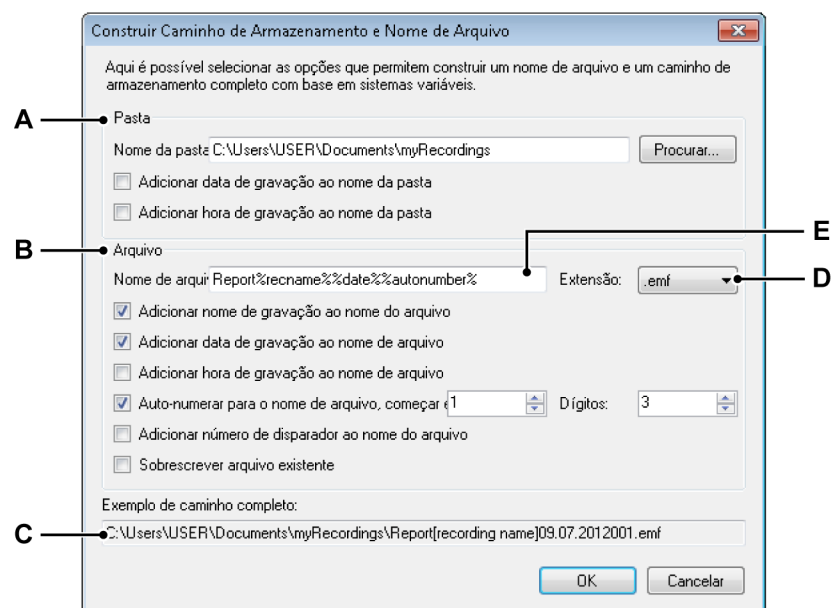 Construir Caminho de Armazenamento e Nome de Arquivo
Aqui é possível selecionar as opções que permitem construir um nome de arquivo e um caminho de
armazenamento completo com base em sistemas variáveis.
A
Pasta
Nome da pasta C:\Users\USER\Documents\myRecordings Procurar...
Adicionar data de gravação ao nome da pasta
Adicionar hora de gravação ao nome da pasta
B
Arquivo
E
Nome de arqui Report%recname%%date%%autonumber% Extensão: .emf
D
Adicionar nome de gravação ao nome do arquivo
Adicionar data de gravação ao nome de arquivo
Adicionar hora de gravação ao nome de arquivo
Auto-numerar para o nome de arquivo, começar e 1 Dígitos: 3
Adicionar número de disparador ao nome do arquivo
Sobrescrever arquivo existente
Exemplo de caminho completo:
C
C:\Users\USER\Documents\myRecordings\Report[recording name]09.07.2012001.emf
OK Cancelar